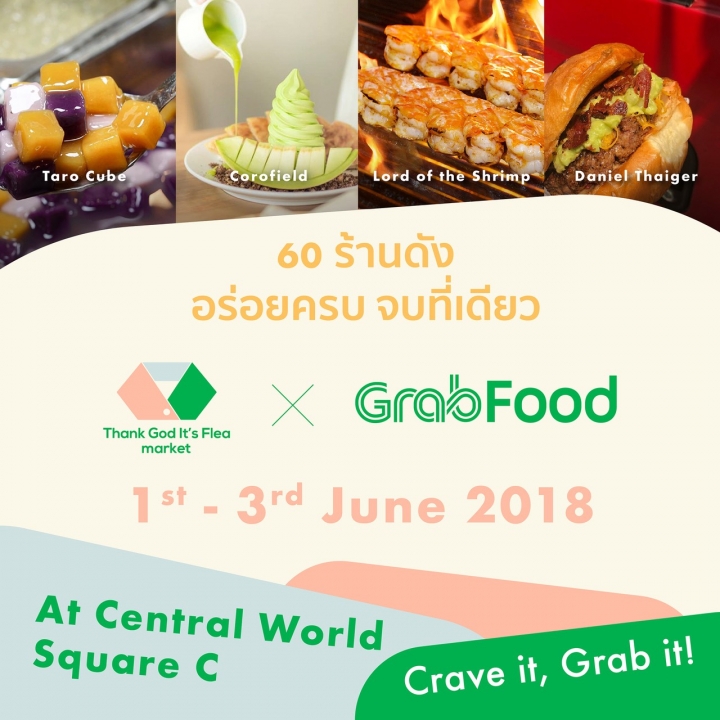 Taro Cube
Corofield
Lord of the Shrimp
Daniel Thaiger
60 ร้านดัง
อร่อยครบ จบที่เดียว
Thank God It's Flea
market
GrabFood
1st - 3rd June 2018
At Central World
Square C
Crave it, Grab it!